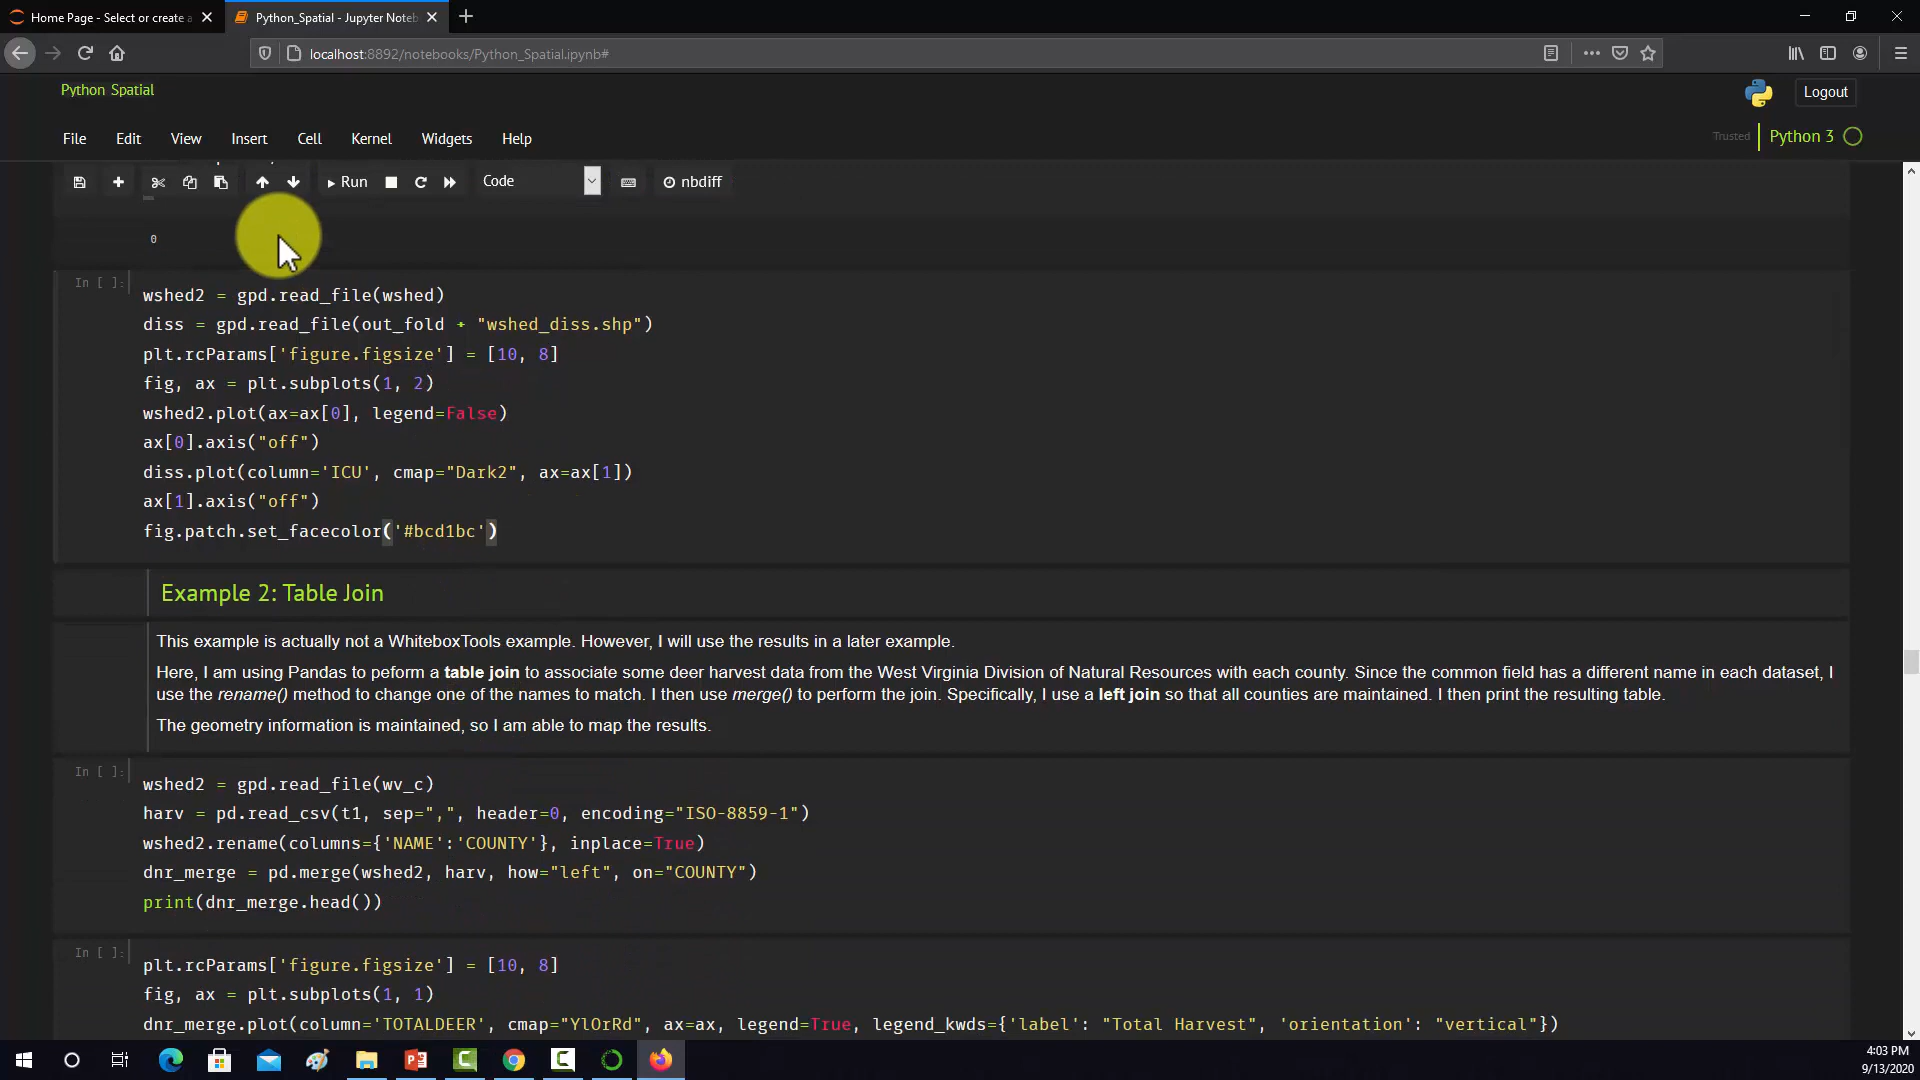 Home Page - Select or create a
Python_Spatial - Jupyter Noteb
localhost:8892/notebooks/Python_Spatial.ipynb#
Python Spatial
Logout
File Edit View Insert Cell Kernel Widgets Help
Trusted
Python 3
Run
Code
nbdiff
0
In [ ]:
wshed2 = gpd.read_file(wshed)
diss = gpd.read_file(out_fold + "wshed_diss.shp")
plt.rcParams['figure.figsize'] = [10, 8]
fig, ax = plt.subplots(1, 2)
wshed2.plot(ax=ax[0], legend=False)
ax[0].axis("off")
diss.plot(column='ICU', cmap="Dark2", ax=ax[1])
ax[1].axis("off")
fig.patch.set_facecolor('#bcd1bc')
Example 2: Table Join
This example is actually not a WhiteboxTools example. However, I will use the results in a later example.
Here, I am using Pandas to peform a table join to associate some deer harvest data from the West Virginia Division of Natural Resources with each county. Since the common field has a different name in each dataset, I
use the rename() method to change one of the names to match. I then use merge() to perform the join. Specifically, I use a left join so that all counties are maintained. I then print the resulting table.
The geometry information is maintained, so I am able to map the results.
In [ ]:
wshed2 = gpd.read_file(wv_c)
harv = pd.read_csv(t1, sep=",", header=0, encoding="ISO-8859-1")
wshed2.rename(columns={'NAME':'COUNTY'}, inplace=True)
dnr_merge = pd.merge(wshed2, harv, how="left", on="COUNTY")
print(dnr_merge.head())
In [ ]:
plt.rcParams['figure.figsize'] = [10, 8]
fig, ax = plt.subplots(1, 1)
dnr_merge.plot(column='TOTALDEER', cmap="YlOrRd", ax=ax, legend=True, legend_kwds={'label': "Total Harvest", 'orientation': "vertical"})
4:03 PM
9/13/2020